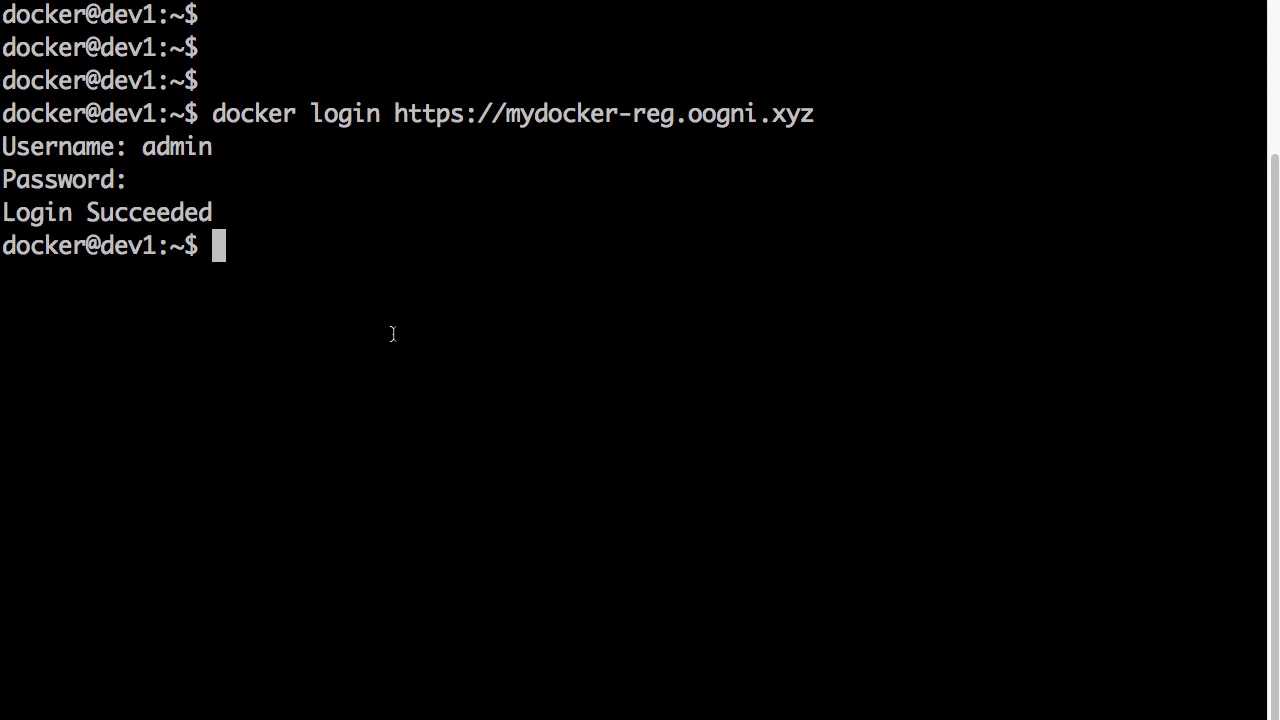 docker@dev1:~$
docker@dev1:~$
docker@dev1:~$
docker@dev1:~$ docker login https://mydocker-reg.oogni.xyz
Username: admin
Password:
Login Succeeded
docker@dev1:~$